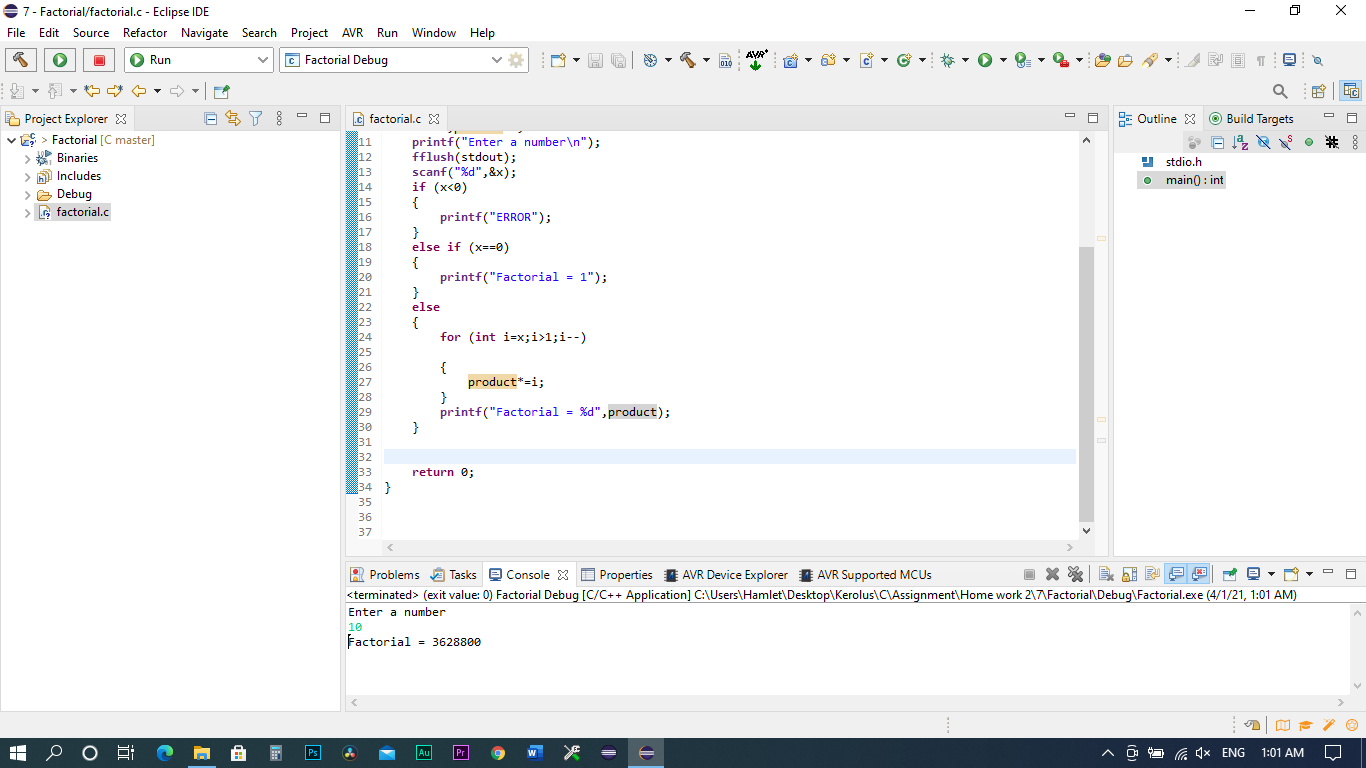 7 - Factorial/factorial.c - Eclipse IDE
File Edit Source Refactor Navigate Search Project AVR Run Window Help
Run Factorial Debug
Project Explorer
> Factorial [C master]
Binaries
Includes
Debug
factorial.c
factorial.c
11 printf("Enter a number\n");
12 fflush(stdout);
13 scanf("%d",&x);
14 if (x<0)
15 {
16 printf("ERROR");
17 }
18 else if (x==0)
19 {
20 printf("Factorial = 1");
21 }
22 else
23 {
24 for (int i=x;i>1;i--)
25
26 {
27 product*=i;
28 }
29 printf("Factorial = %d",product);
30 }
31
32
33 return 0;
34 }
35
36
37
Outline Build Targets
stdio.h
main() : int
Problems Tasks Console Properties AVR Device Explorer AVR Supported MCUs
<terminated> (exit value: 0) Factorial Debug [C/C++ Application] C:\Users\Hamlet\Desktop\Kerolus\C\Assignment\Home work 2\7\Factorial\Debug\Factorial.exe (4/1/21, 1:01 AM)
Enter a number
10
Factorial = 3628800
ENG 1:01 AM